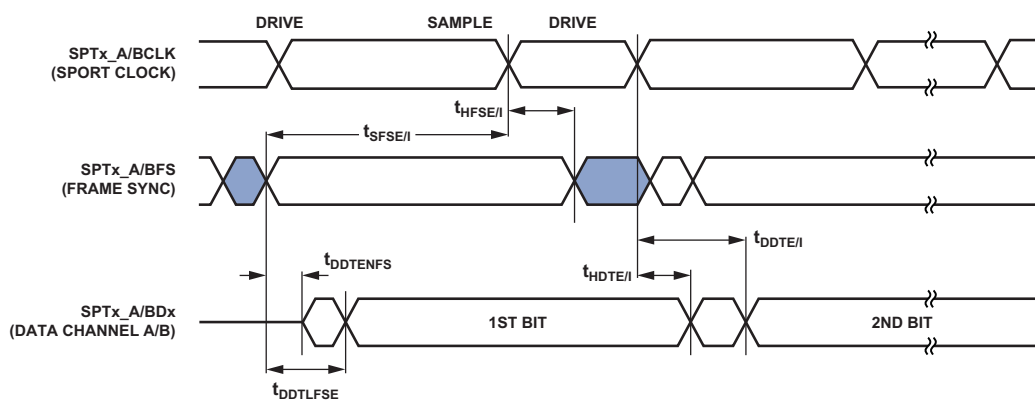 DRIVE SAMPLE DRIVE
SPTx_A/BCLK
(SPORT CLOCK)
tHFSE/I
tSFSE/I
SPTx_A/BFS
(FRAME SYNC)
tDDTE/I
tDDTENFS
tHDTE/I
SPTx_A/BDx
(DATA CHANNEL A/B)
1ST BIT 2ND BIT
tDDTLFSE